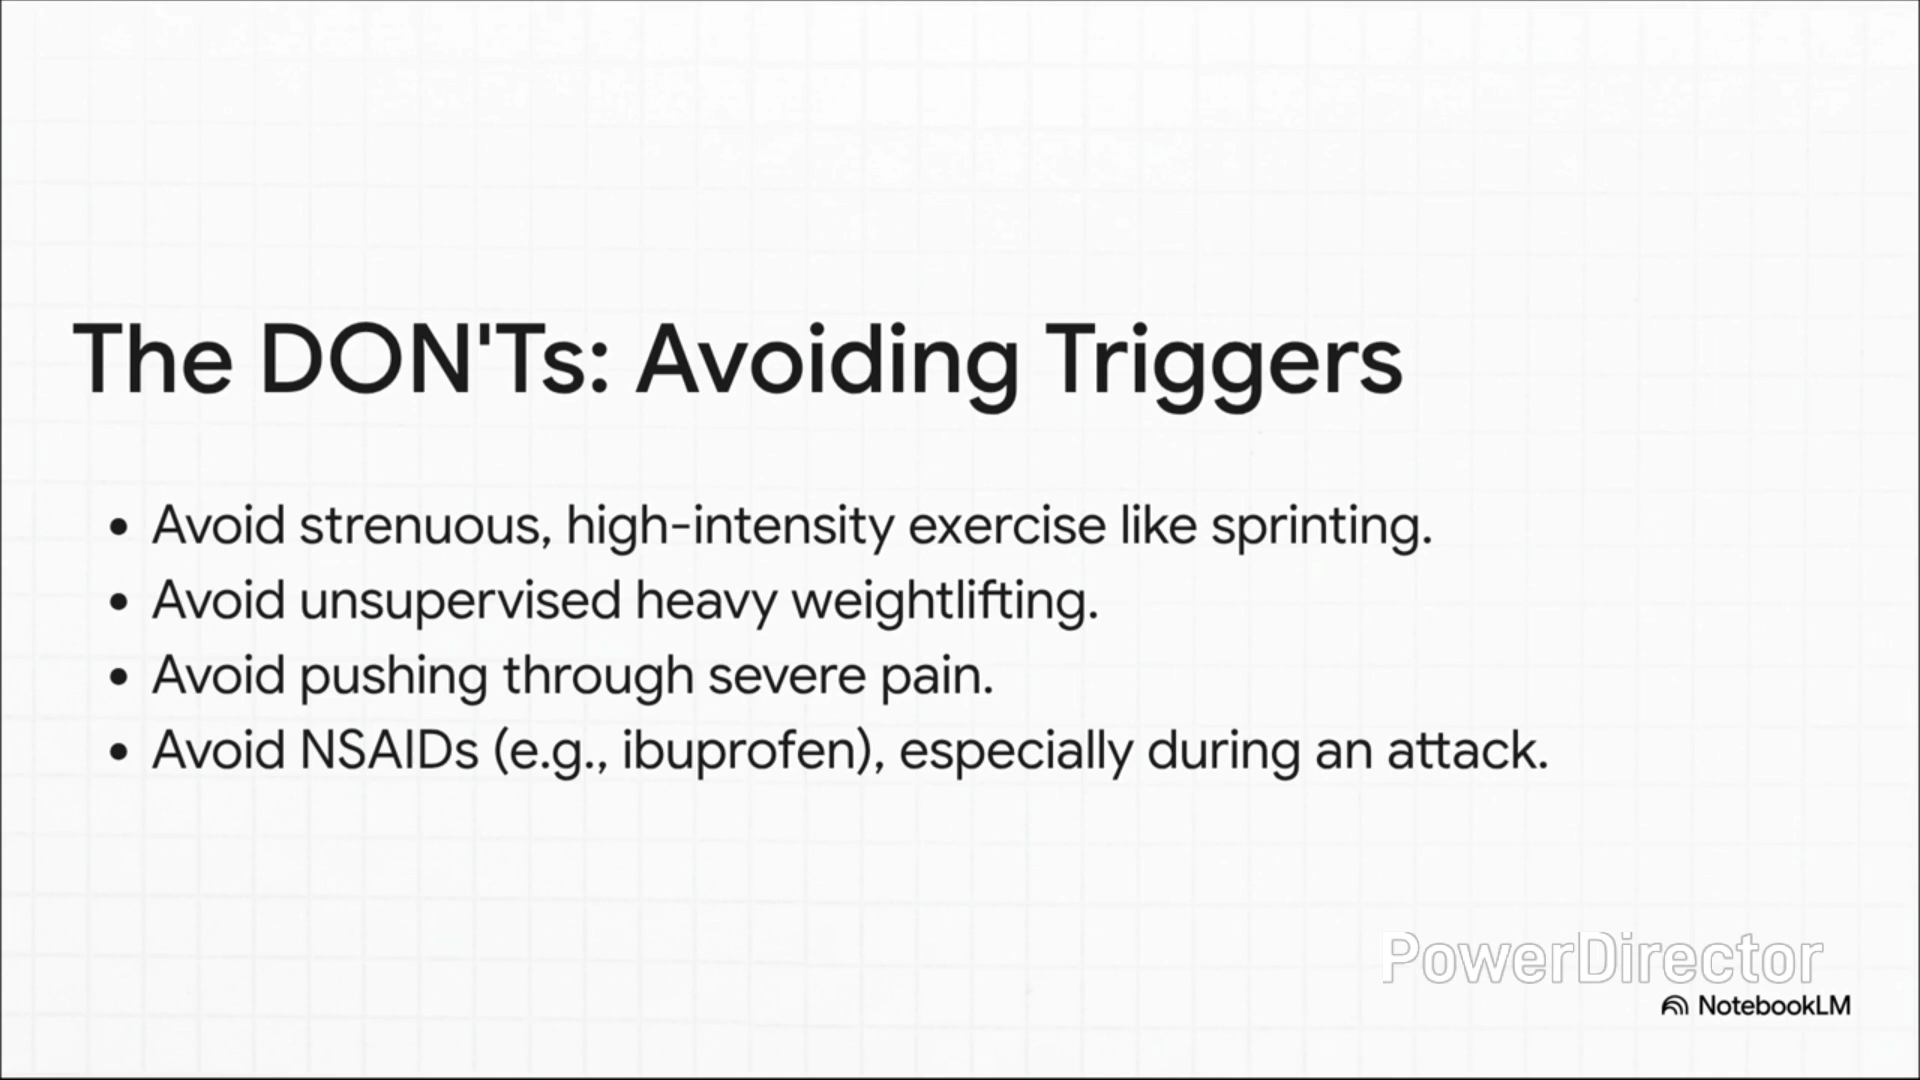 The DON'Ts: Avoiding Triggers
• Avoid strenuous, high-intensity exercise like sprinting.
• Avoid unsupervised heavy weightlifting.
• Avoid pushing through severe pain.
• Avoid NSAIDs (e.g., ibuprofen), especially during an attack.
PowerDirector
NotebookLM